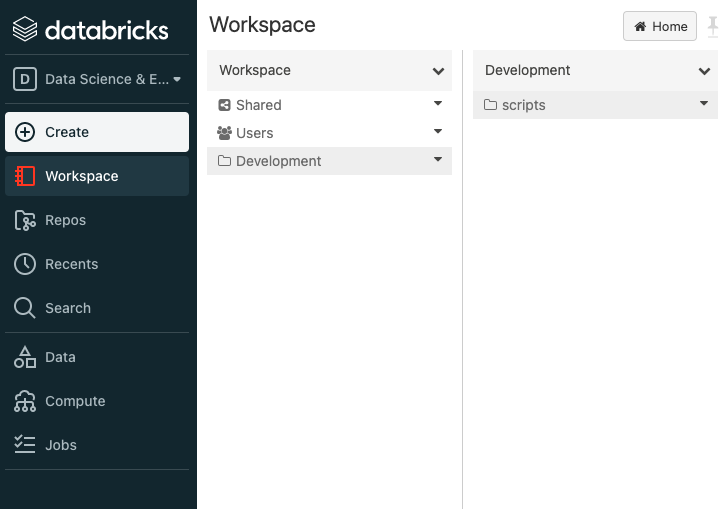 databricks
D Data Science & E...
Create
Workspace
Repos
Recents
Search
Data
Compute
Jobs
Workspace
Home
Workspace
Shared
Users
Development
Development
scripts